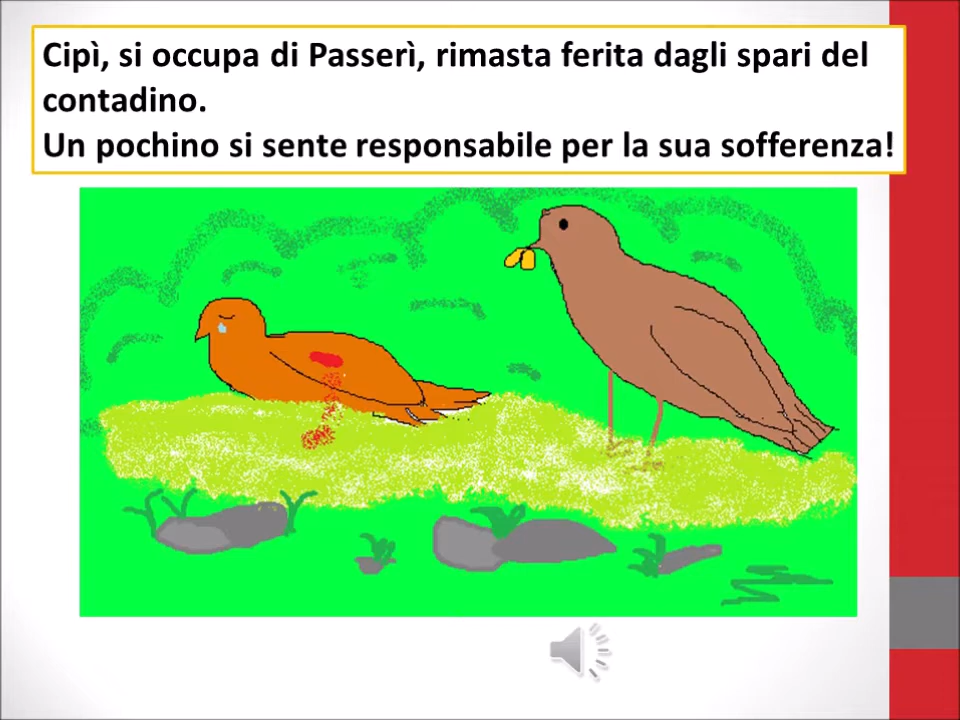 Cipì, si occupa di Passerì, rimasta ferita dagli spari del
contadino.
Un pochino si sente responsabile per la sua sofferenza!